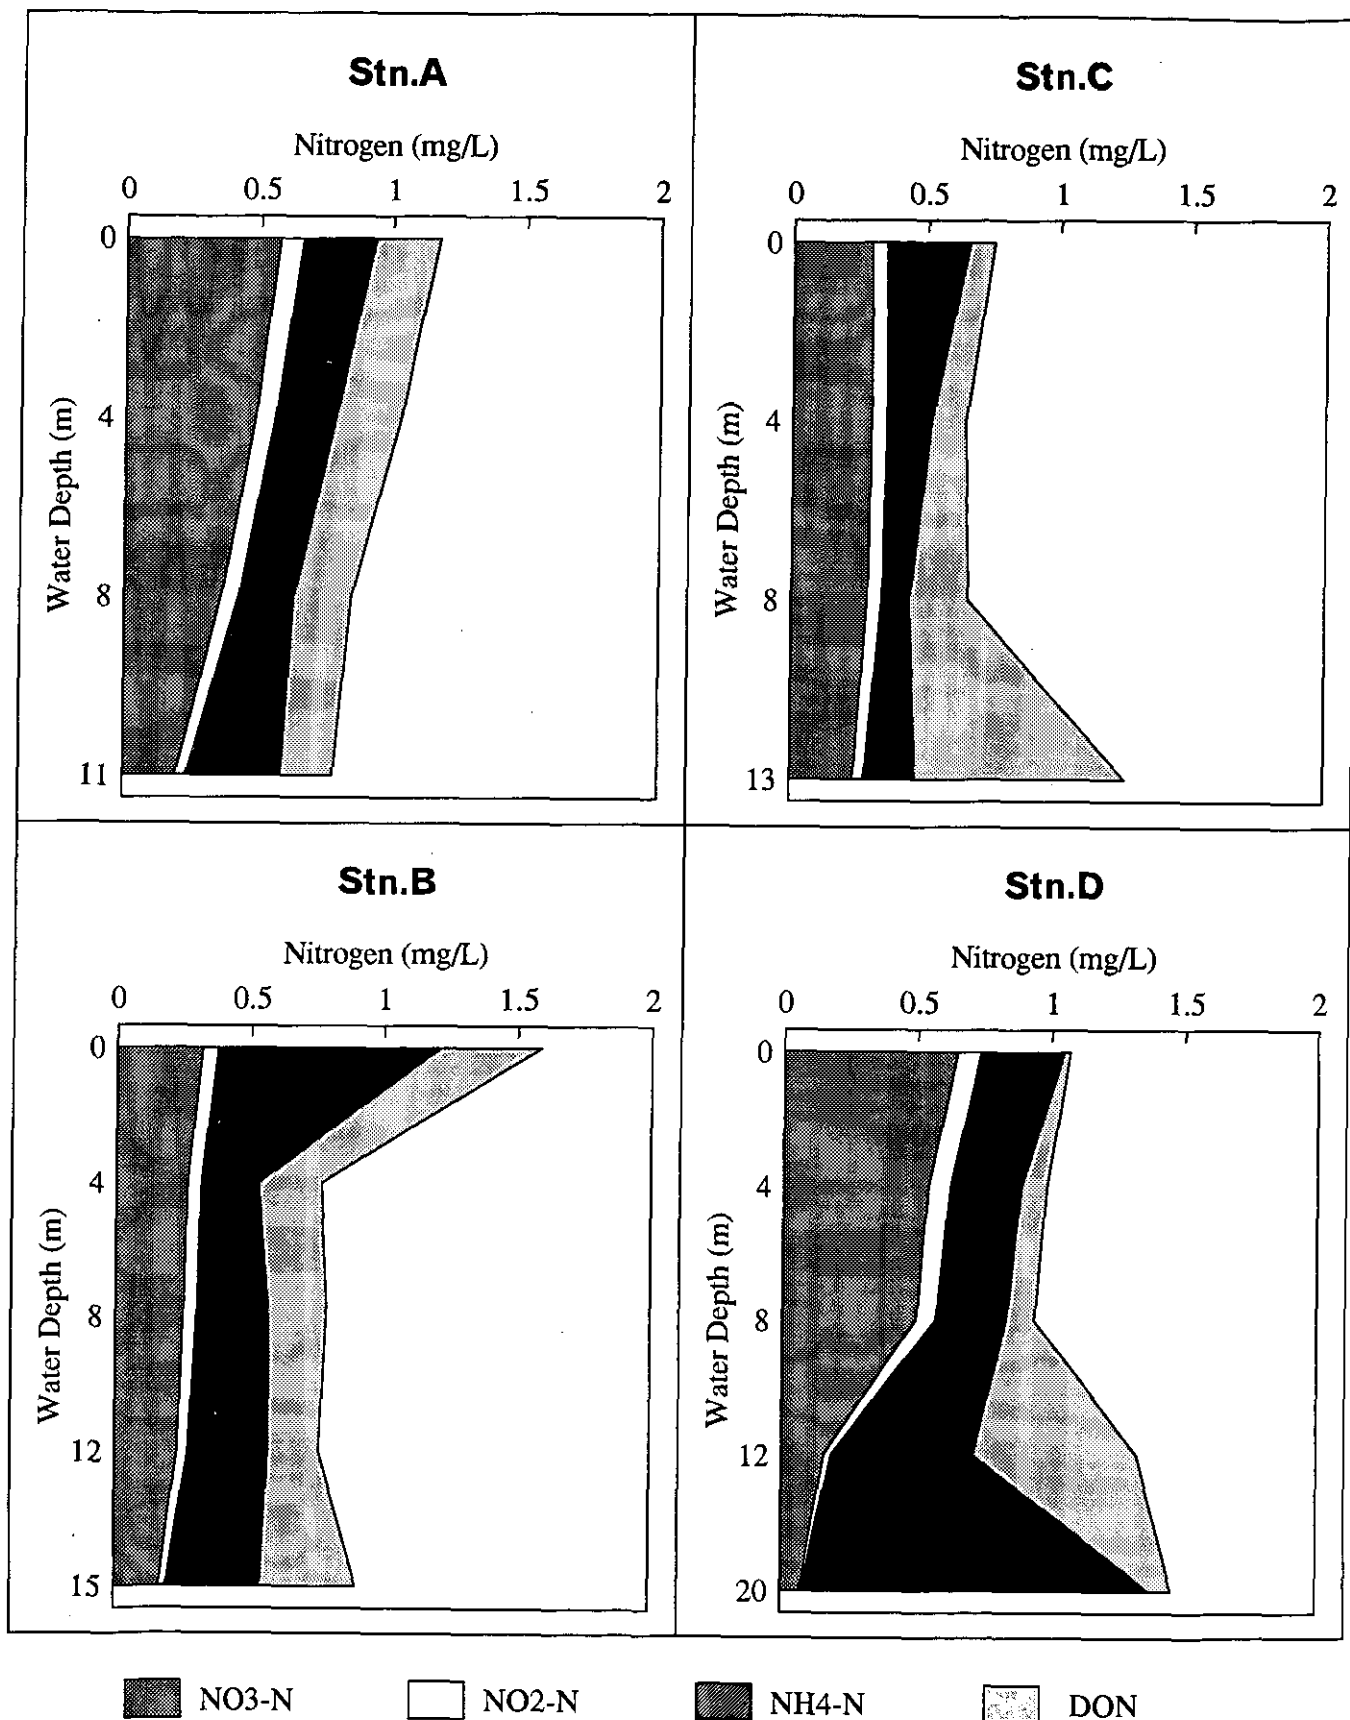 Stn.A
Nitrogen (mg/L)
0 0.5 1 1.5 2
0
4
8
11
Water Depth (m)
Stn.C
Nitrogen (mg/L)
0 0.5 1 1.5 2
0
4
8
13
Water Depth (m)
Stn.B
Nitrogen (mg/L)
0 0.5 1 1.5 2
0
4
8
12
15
Water Depth (m)
Stn.D
Nitrogen (mg/L)
0 0.5 1 1.5 2
0
4
8
12
20
Water Depth (m)
NO3-N NO2-N NH4-N DON